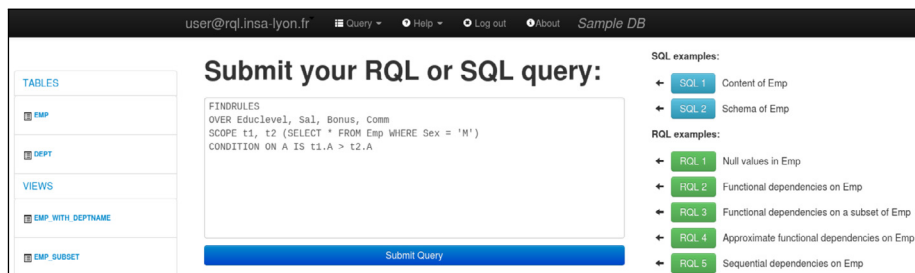 user@rql.insa-lyon.fr Query Help Log out About Sample DB
TABLES
EMP
DEPT
VIEWS
EMP_WITH_DEPTNAME
EMP_SUBSET
Submit your RQL or SQL query:
FINDRULES
OVER Educlevel, Sal, Bonus, Comm
SCOPE t1, t2 (SELECT * FROM Emp WHERE Sex = 'M')
CONDITION ON A IS t1.A > t2.A
Submit Query
SQL examples:
SQL 1 Content of Emp
SQL 2 Schema of Emp
RQL examples:
RQL 1 Null values in Emp
RQL 2 Functional dependencies on Emp
RQL 3 Functional dependencies on a subset of Emp
RQL 4 Approximate functional dependencies on Emp
RQL 5 Sequential dependencies on Emp